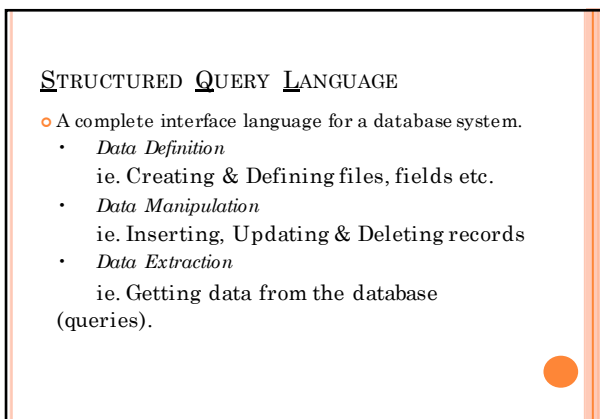 STRUCTURED QUERY LANGUAGE
A complete interface language for a database system.
• Data Definition
ie. Creating & Defining files, fields etc.
• Data Manipulation
ie. Inserting, Updating & Deleting records
• Data Extraction
ie. Getting data from the database
(queries).